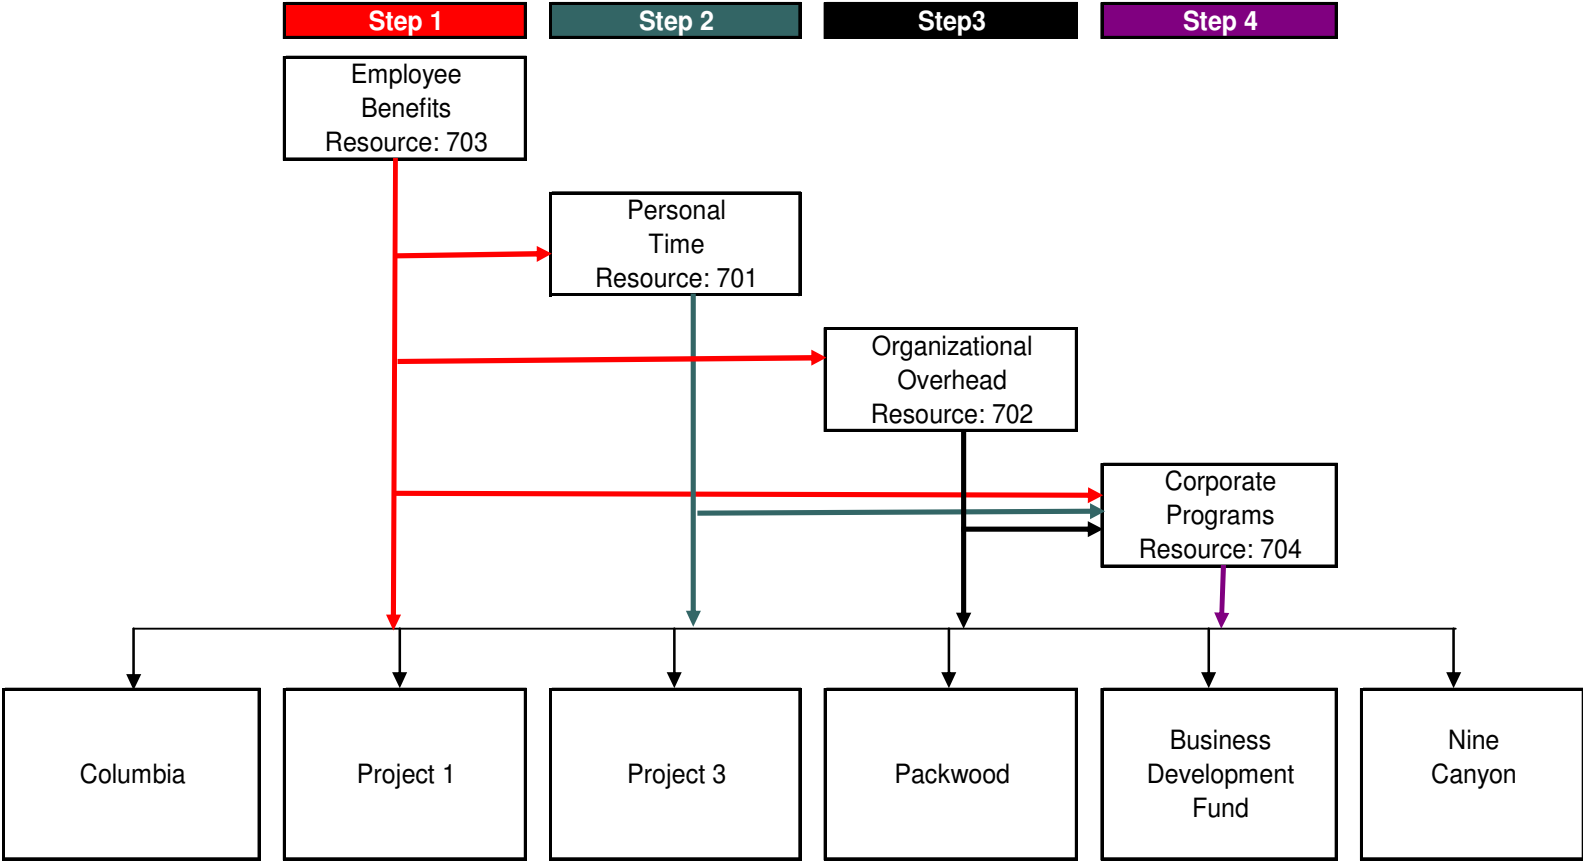 Step 1
Step 2
Step3
Step 4
Employee
Benefits
Resource: 703
Personal
Time
Resource: 701
Organizational
Overhead
Resource: 702
Corporate
Programs
Resource: 704
Columbia
Project 1
Project 3
Packwood
Business
Development
Fund
Nine
Canyon